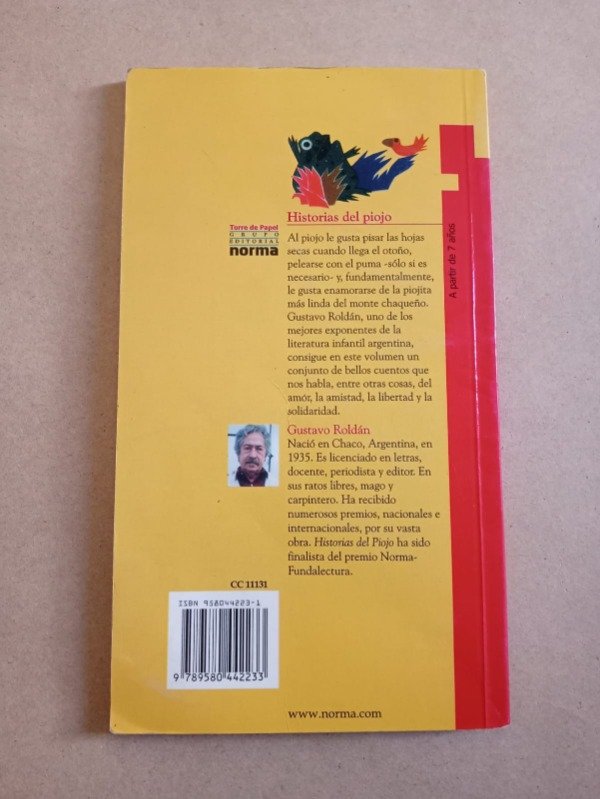 Historias del piojo
Torre de Papel
GRUPO
EDITORIAL
norma
Al piojo le gusta pisar las hojas
secas cuando llega el otoño,
pelearse con el puma -sólo si es
necesario- y, fundamentalmente,
le gusta enamorarse de la piojita
más linda del monte chaqueño.
Gustavo Roldán, uno de los
mejores exponentes de la
literatura infantil argentina,
consigue en este volumen un
conjunto de bellos cuentos que
nos habla, entre otras cosas, del
amór, la amistad, la libertad y la
solidaridad.
Gustavo Roldán
Nació en Chaco, Argentina, en
1935. Es licenciado en letras,
docente, periodista y editor. En
sus ratos libres, mago y
carpintero. Ha recibido
numerosos premios, nacionales e
internacionales, por su vasta
obra. Historias del Piojo ha sido
finalista del premio Norma-
Fundalectura.
A partir de 7 años
CC 11131
ISBN 958044223-1
9 789580 442233
www.norma.com